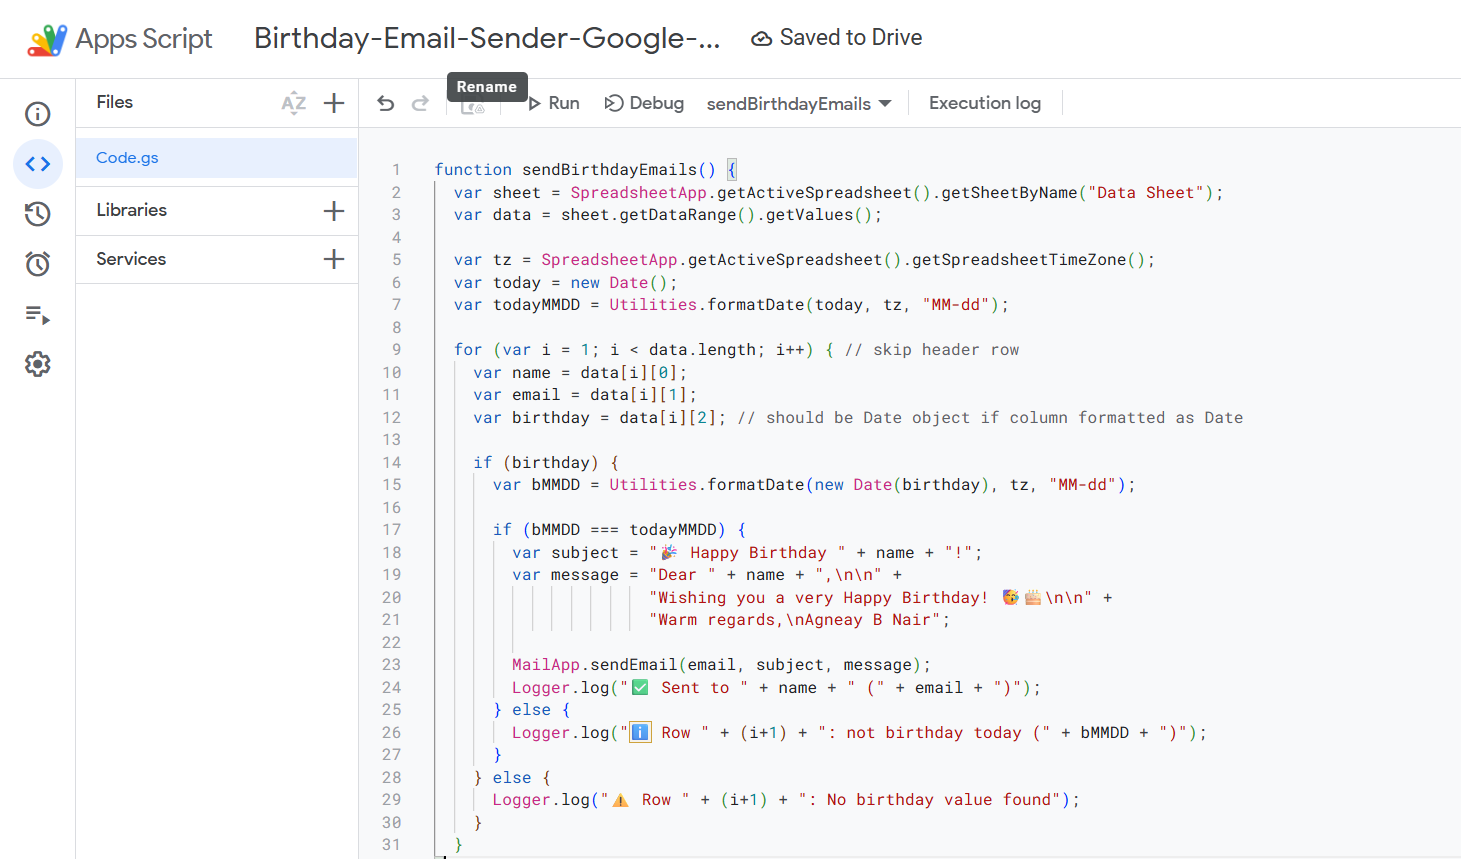 Apps Script
Birthday-Email-Sender-Google-...
Saved to Drive
Rename
Files
AZ
Run
Debug
sendBirthdayEmails
Execution log
Code.gs
Libraries
Services
1 function sendBirthdayEmails() {
2 var sheet = SpreadsheetApp.getActiveSpreadsheet().getSheetByName("Data Sheet");
3 var data = sheet.getDataRange().getValues();
4
5 var tz = SpreadsheetApp.getActiveSpreadsheet().getSpreadsheetTimeZone();
6 var today = new Date();
7 var todayMMDD = Utilities.formatDate(today, tz, "MM-dd");
8
9 for (var i = 1; i < data.length; i++) { // skip header row
10 var name = data[i][0];
11 var email = data[i][1];
12 var birthday = data[i][2]; // should be Date object if column formatted as Date
13
14 if (birthday) {
15 var bMMDD = Utilities.formatDate(new Date(birthday), tz, "MM-dd");
16
17 if (bMMDD === todayMMDD) {
18 var subject = "🎉 Happy Birthday " + name + "!";
19 var message = "Dear " + name + ",\n\n" +
20 "Wishing you a very Happy Birthday! 🥳🎂\n\n" +
21 "Warm regards,\nAgneay B Nair";
22
23 MailApp.sendEmail(email, subject, message);
24 Logger.log("✅ Sent to " + name + " (" + email + ")");
25 } else {
26 Logger.log("ℹ️ Row " + (i+1) + ": not birthday today (" + bMMDD + ")");
27 }
28 } else {
29 Logger.log("⚠️ Row " + (i+1) + ": No birthday value found");
30 }
31 }